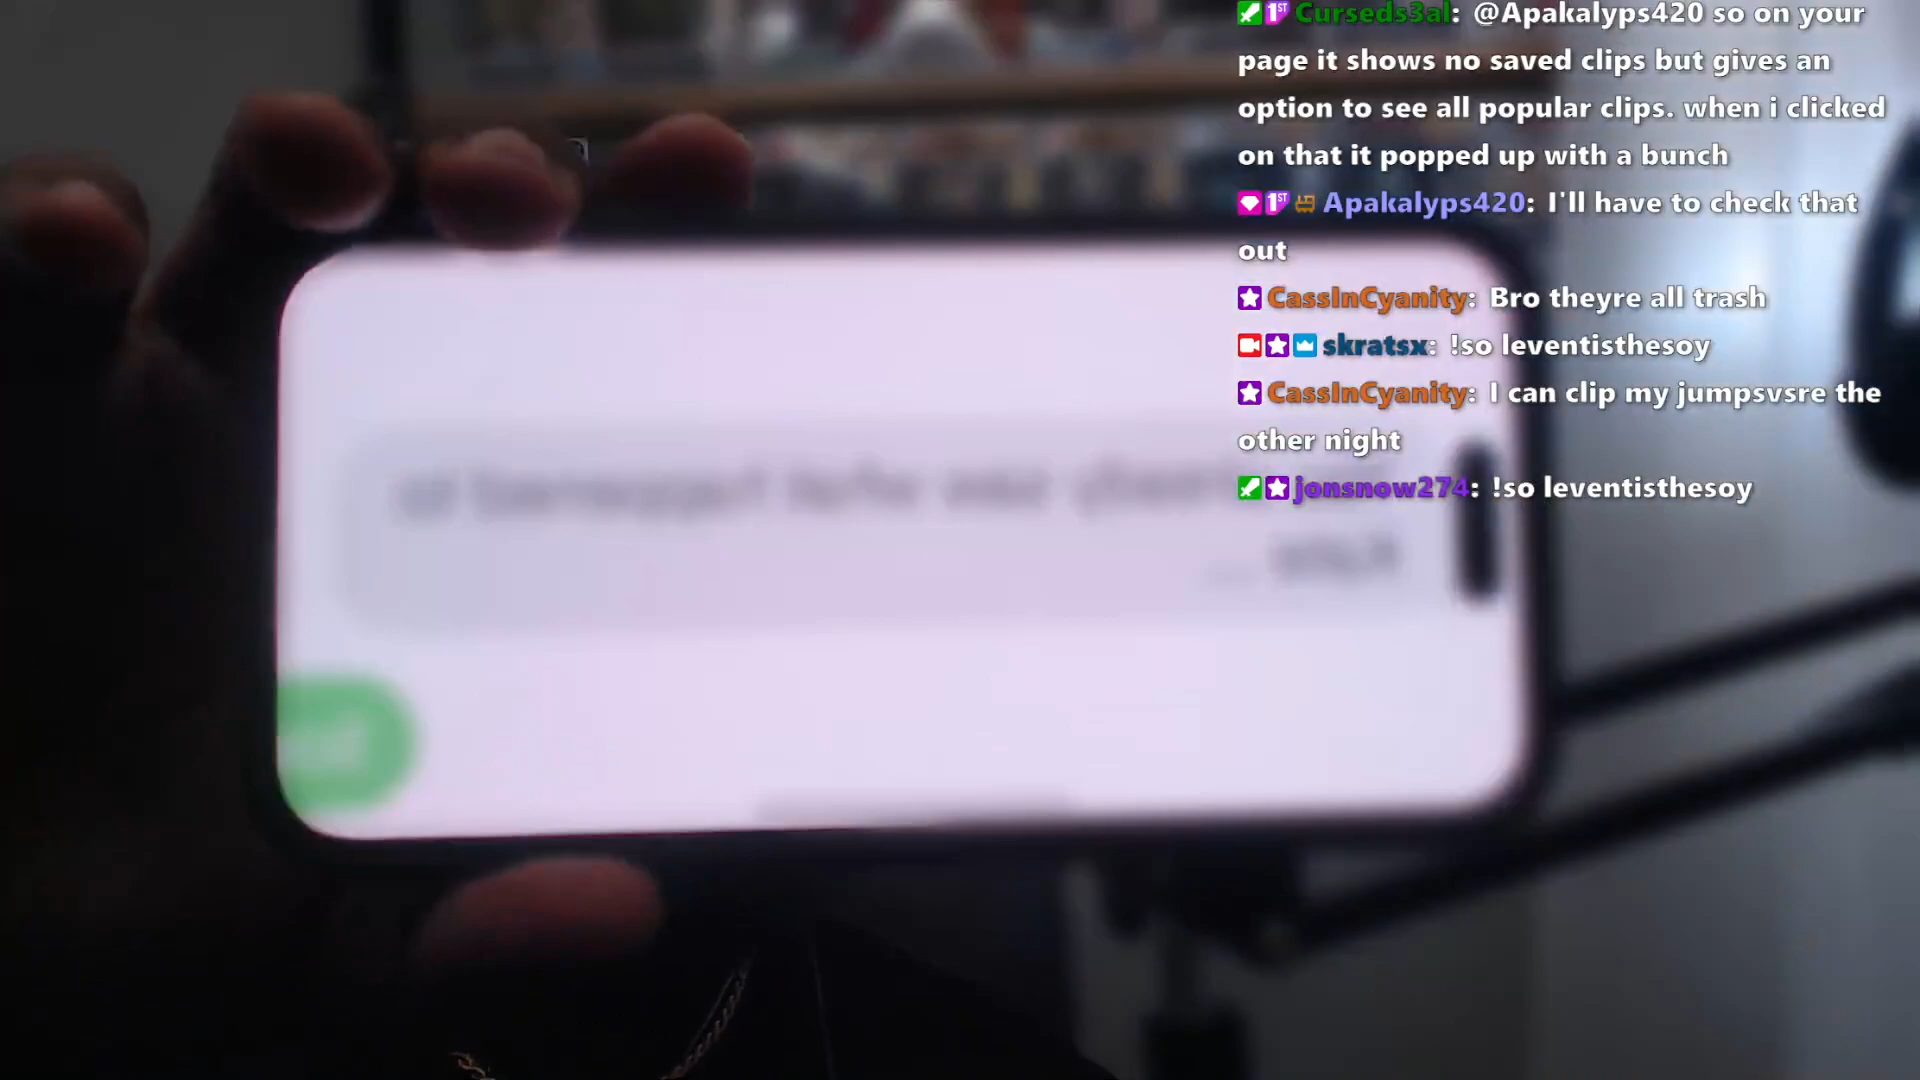 Curseds3al: @Apakalyps420 so on your
page it shows no saved clips but gives an
option to see all popular clips. when i clicked
on that it popped up with a bunch
1ST Apakalyps420: I'll have to check that
out
CassInCyanity: Bro theyre all trash
skratsx: !so leventisthesoy
CassInCyanity: I can clip my jumpsvsre the
other night
jonsnow274: !so leventisthesoy